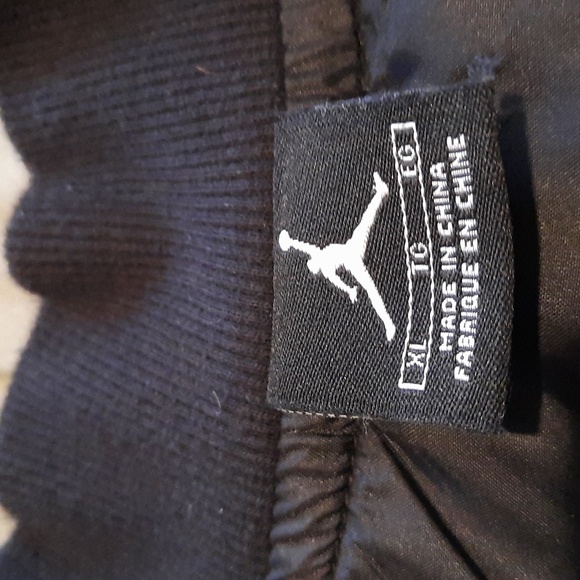 XL TG EG
MADE IN CHINA
FABRIQUE EN CHINE